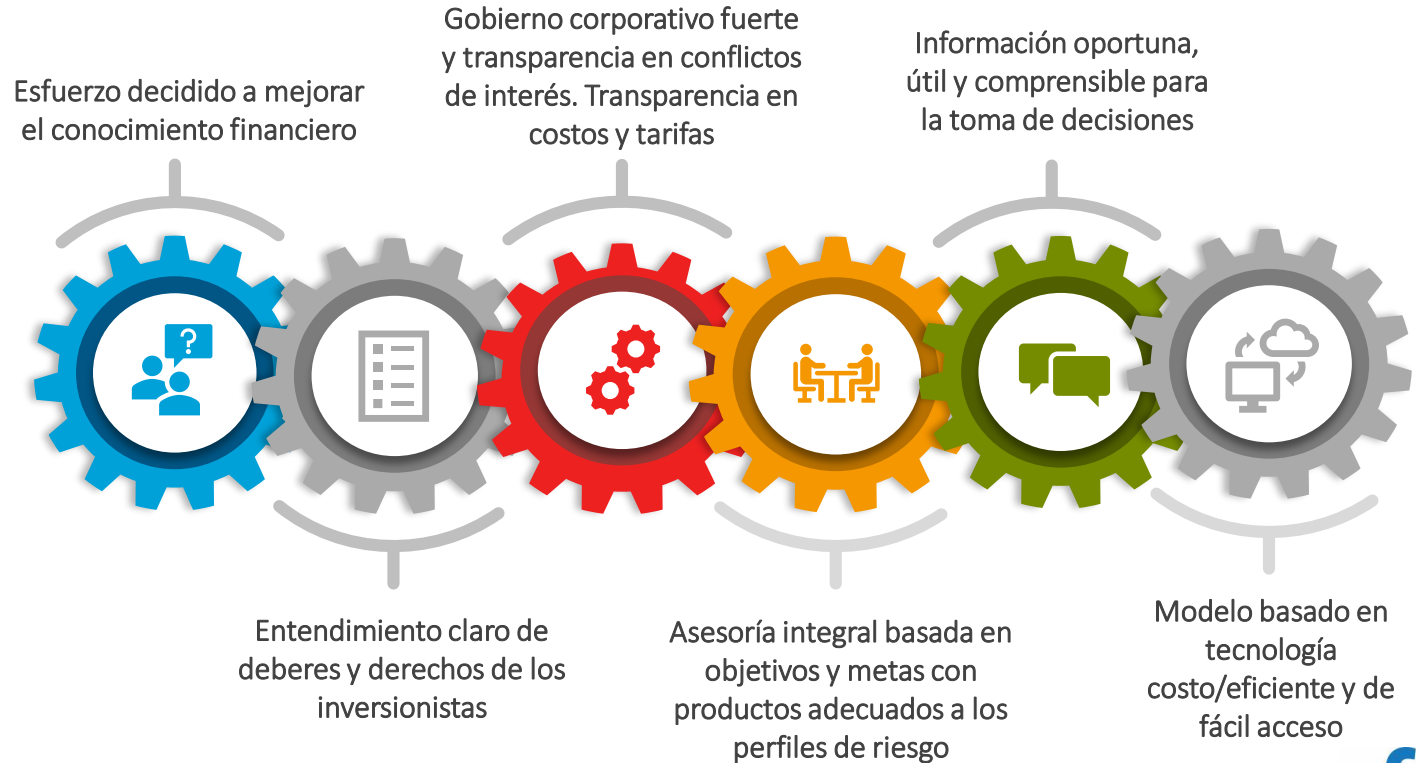 Esfuerzo decidido a mejorar
el conocimiento financiero
Gobierno corporativo fuerte
y transparencia en conflictos
de interés. Transparencia en
costos y tarifas
Información oportuna,
útil y comprensible para
la toma de decisiones
?
Entendimiento claro de
deberes y derechos de los
inversionistas
Asesoría integral basada en
objetivos y metas con
productos adecuados a los
perfiles de riesgo
Modelo basado en
tecnología
costo/eficiente y de
fácil acceso